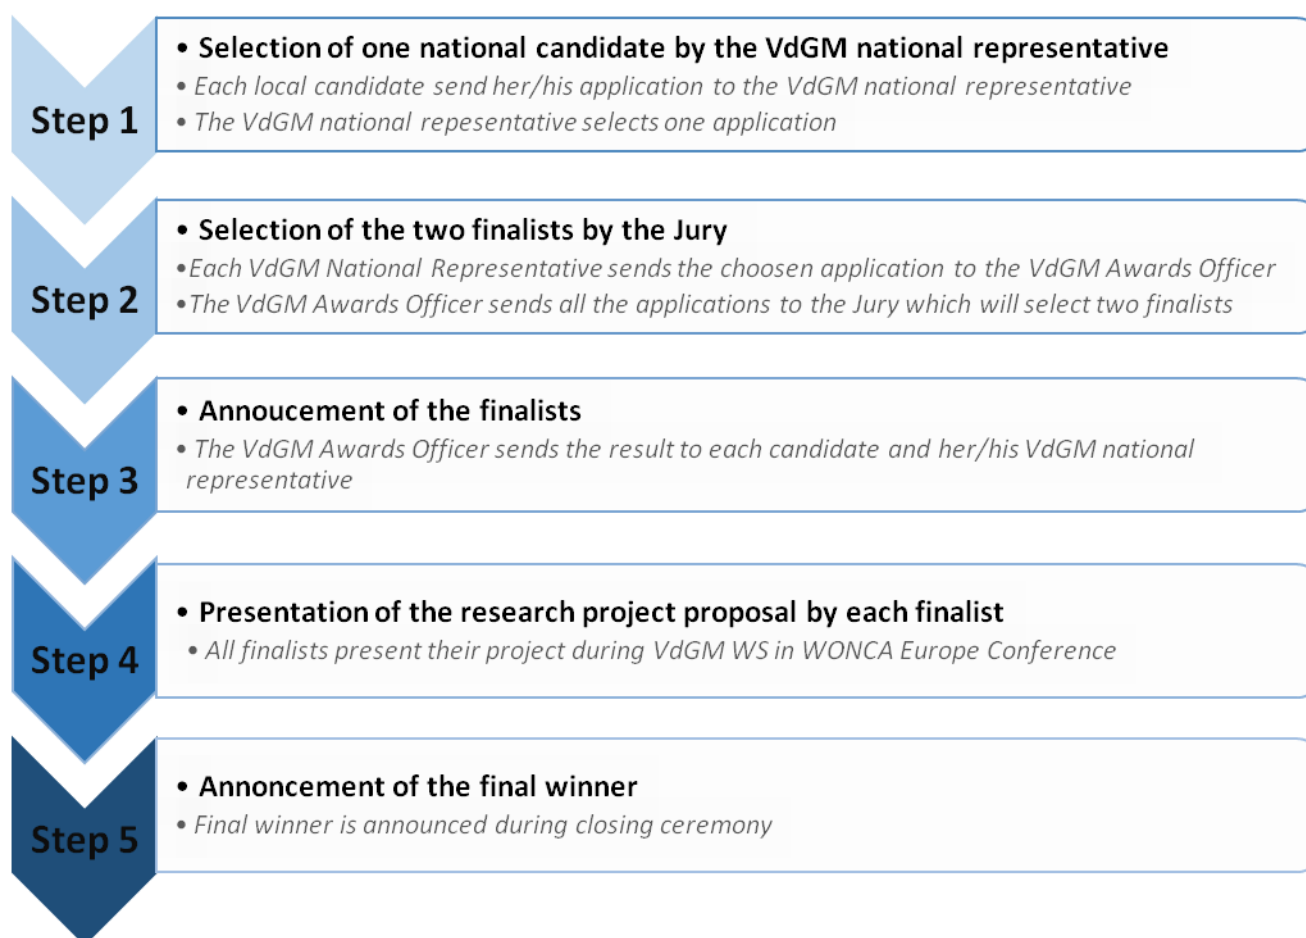 • Selection of one national candidate by the VdGM national representative
• Each local candidate send her/his application to the VdGM national representative
Step 1
• The VdGM national repesentative selects one application
• Selection of the two finalists by the Jury
•Each VdGM National Representative sends the choosen application to the VdGM Awards Officer
Step 2
•The VdGM Awards Officer sends all the applications to the Jury which will select two finalists
• Annoucement of the finalists
• The VdGM Awards Officer sends the result to each candidate and her/his VdGM national
representative
Step 3
• Presentation of the research project proposal by each finalist
• All finalists present their project during VdGM WS in WONCA Europe Conference
Step 4
• Annoncement of the final winner
• Final winner is announced during closing ceremony
Step 5